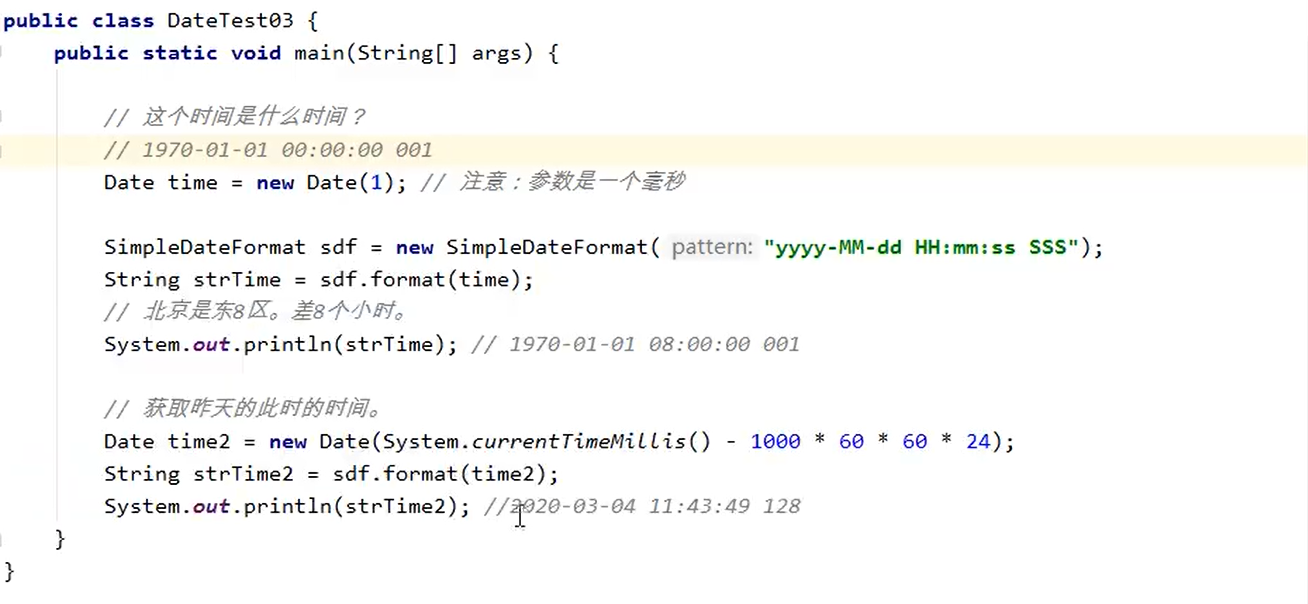 public class DateTest03 {
public static void main(String[] args) {
// 这个时间是什么时间？
// 1970-01-01 00:00:00 001
Date time = new Date(1); // 注意：参数是一个毫秒
SimpleDateFormat sdf = new SimpleDateFormat( pattern: "yyyy-MM-dd HH:mm:ss SSS");
String strTime = sdf.format(time);
// 北京是东8区。差8个小时。
System.out.println(strTime); // 1970-01-01 08:00:00 001
// 获取昨天的此时的时间。
Date time2 = new Date(System.currentTimeMillis() - 1000 * 60 * 60 * 24);
String strTime2 = sdf.format(time2);
System.out.println(strTime2); //2020-03-04 11:43:49 128
}
}